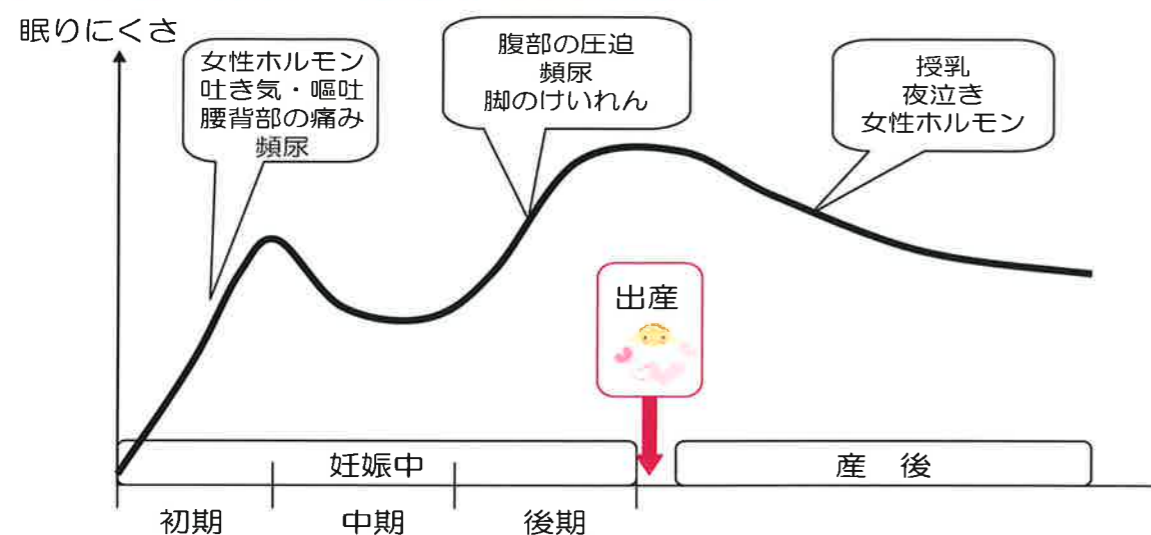 眠りにくさ
女性ホルモン
吐き気・嘔吐
腰背部の痛み
頻尿
腹部の圧迫
頻尿
脚のけいれん
授乳
夜泣き
女性ホルモン
出産
妊娠中
産　後
初期
中期
後期